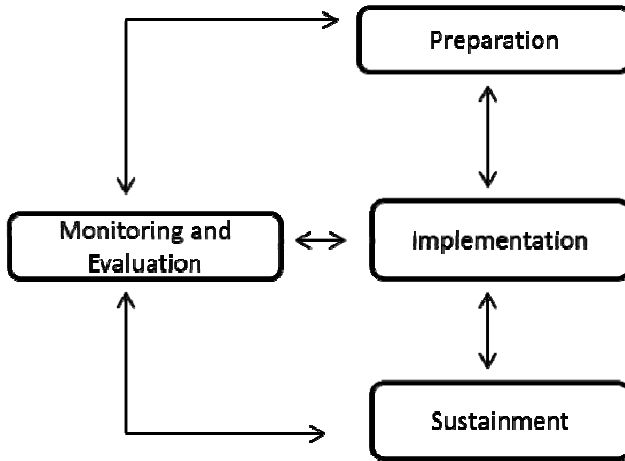 Preparation
Monitoring and
Evaluation
Implementation
Sustainment